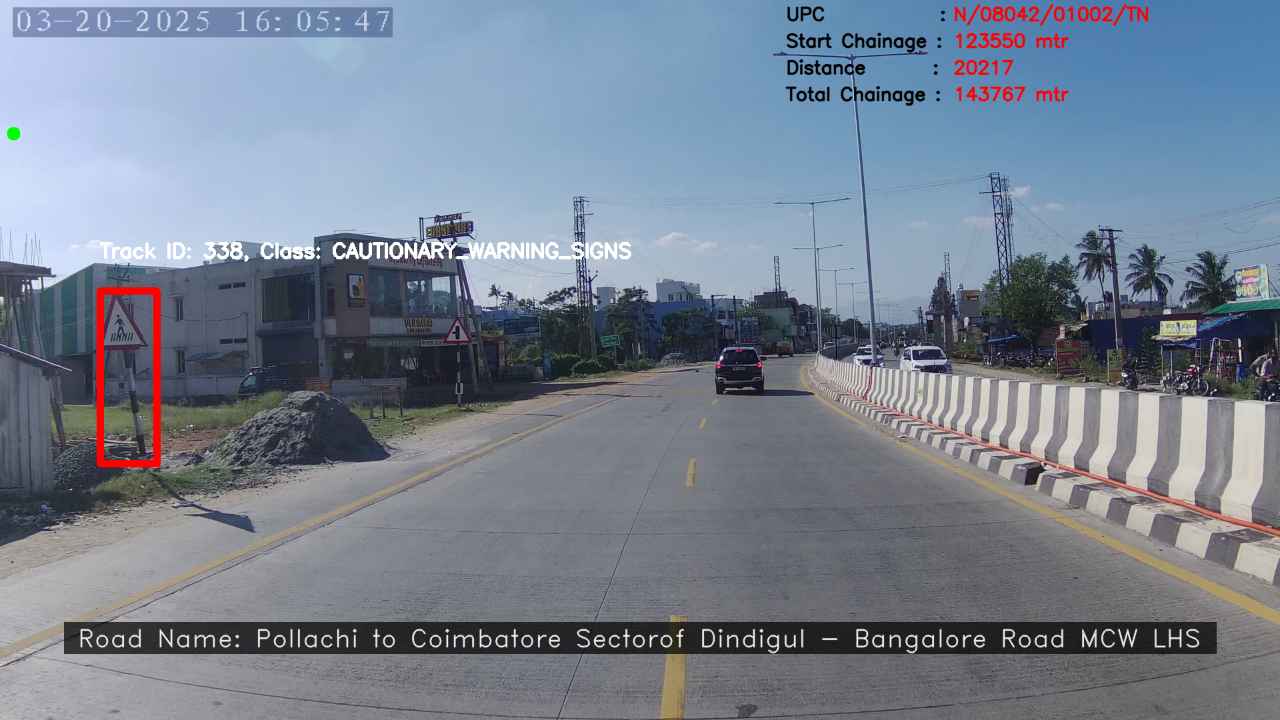 03-20-2025 16:05:47
UPC : N/08042/01002/TN
Start Chainage : 123550 mtr
Distance : 20217
Total Chainage : 143767 mtr
Track ID: 338, Class: CAUTIONARY_WARNING_SIGNS
Road Name: Pollachi to Coimbatore Sectorof Dindigul - Bangalore Road MCW LHS